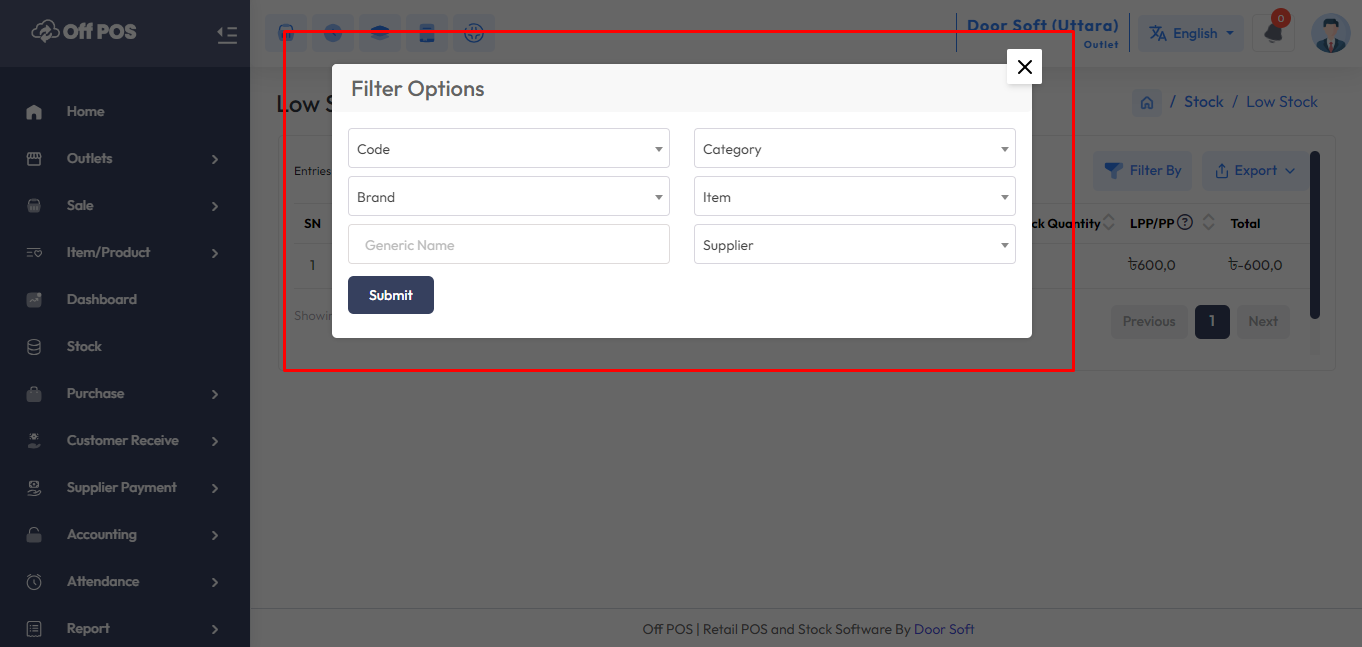 Off POS
Door Soft (Uttara)
Outlet
English
0
Home
Outlets
Sale
Item/Product
Dashboard
Stock
Purchase
Customer Receive
Supplier Payment
Accounting
Attendance
Report
Low S
/ Stock / Low Stock
Filter Options
Code
Category
Brand
Item
Generic Name
Supplier
Submit
Entries
Filter By
Export
SN
ck Quantity
LPP/PP
?
Total
1
৳600,0
৳-600,0
Showin
Previous
1
Next
Off POS | Retail POS and Stock Software By Door Soft